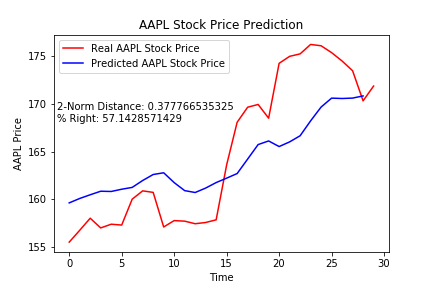 AAPL Stock Price Prediction
Real AAPL Stock Price
Predicted AAPL Stock Price
2-Norm Distance: 0.377766535325
% Right: 57.1428571429
AAPL Price
175
170
165
160
155
0 5 10 15 20 25 30
Time